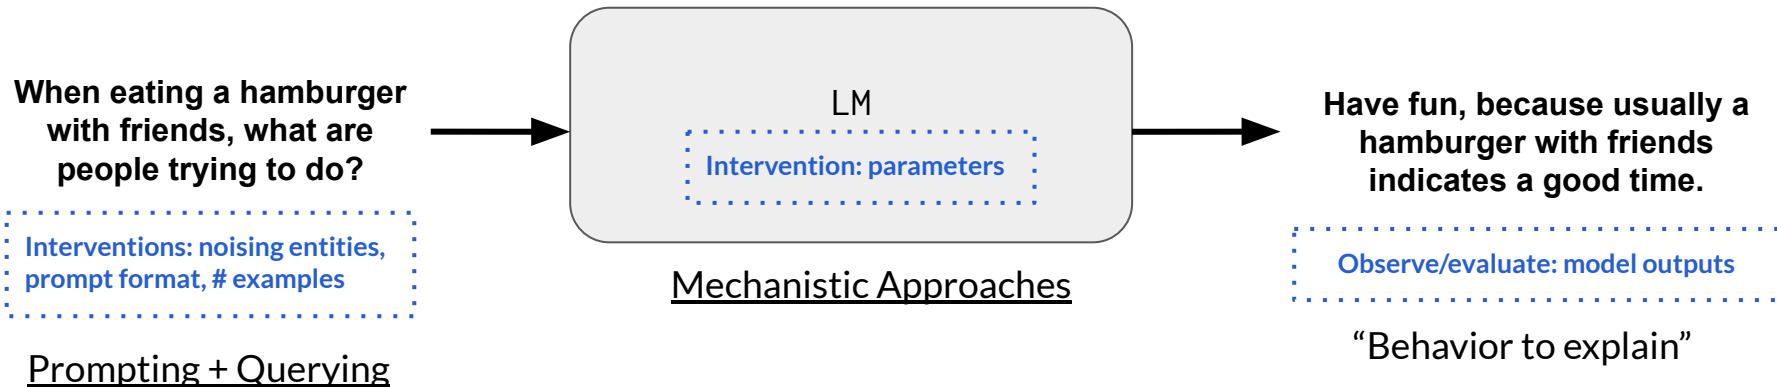 When eating a hamburger
with friends, what are
people trying to do?
Interventions: noising entities,
prompt format, # examples
Prompting + Querying
LM
Intervention: parameters
Mechanistic Approaches
Have fun, because usually a
hamburger with friends
indicates a good time.
Observe/evaluate: model outputs
“Behavior to explain”